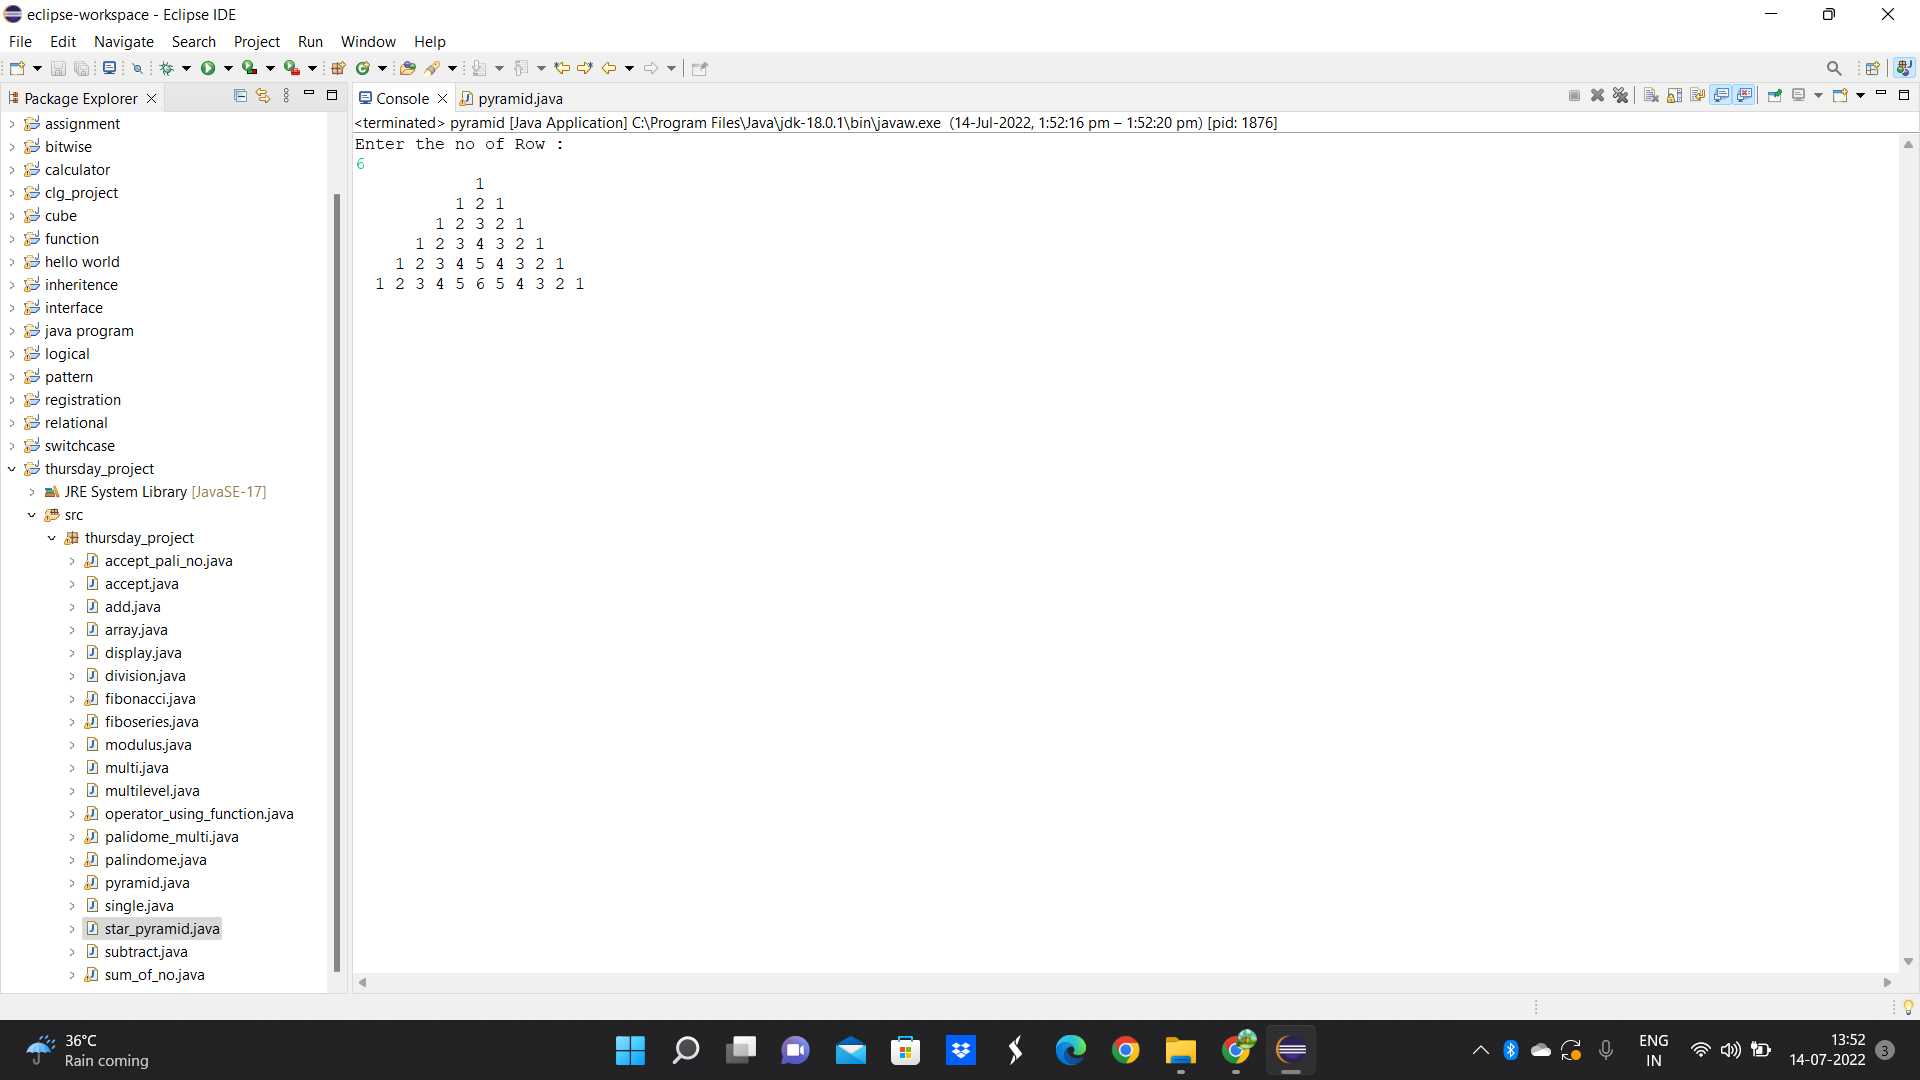 eclipse-workspace - Eclipse IDE
File Edit Navigate Search Project Run Window Help
Package Explorer
assignment
bitwise
calculator
clg_project
cube
function
hello world
inheritence
interface
java program
logical
pattern
registration
relational
switchcase
thursday_project
JRE System Library [JavaSE-17]
src
thursday_project
accept_pali_no.java
accept.java
add.java
array.java
display.java
division.java
fibonacci.java
fiboseries.java
modulus.java
multi.java
multilevel.java
operator_using_function.java
palidome_multi.java
palindome.java
pyramid.java
single.java
star_pyramid.java
subtract.java
sum_of_no.java
Console pyramid.java
<terminated> pyramid [Java Application] C:\Program Files\Java\jdk-18.0.1\bin\javaw.exe (14-Jul-2022, 1:52:16 pm – 1:52:20 pm) [pid: 1876]
Enter the no of Row :
6
1
1 2 1
1 2 3 2 1
1 2 3 4 3 2 1
1 2 3 4 5 4 3 2 1
1 2 3 4 5 6 5 4 3 2 1
36°C
Rain coming
ENG
IN
13:52
14-07-2022
3